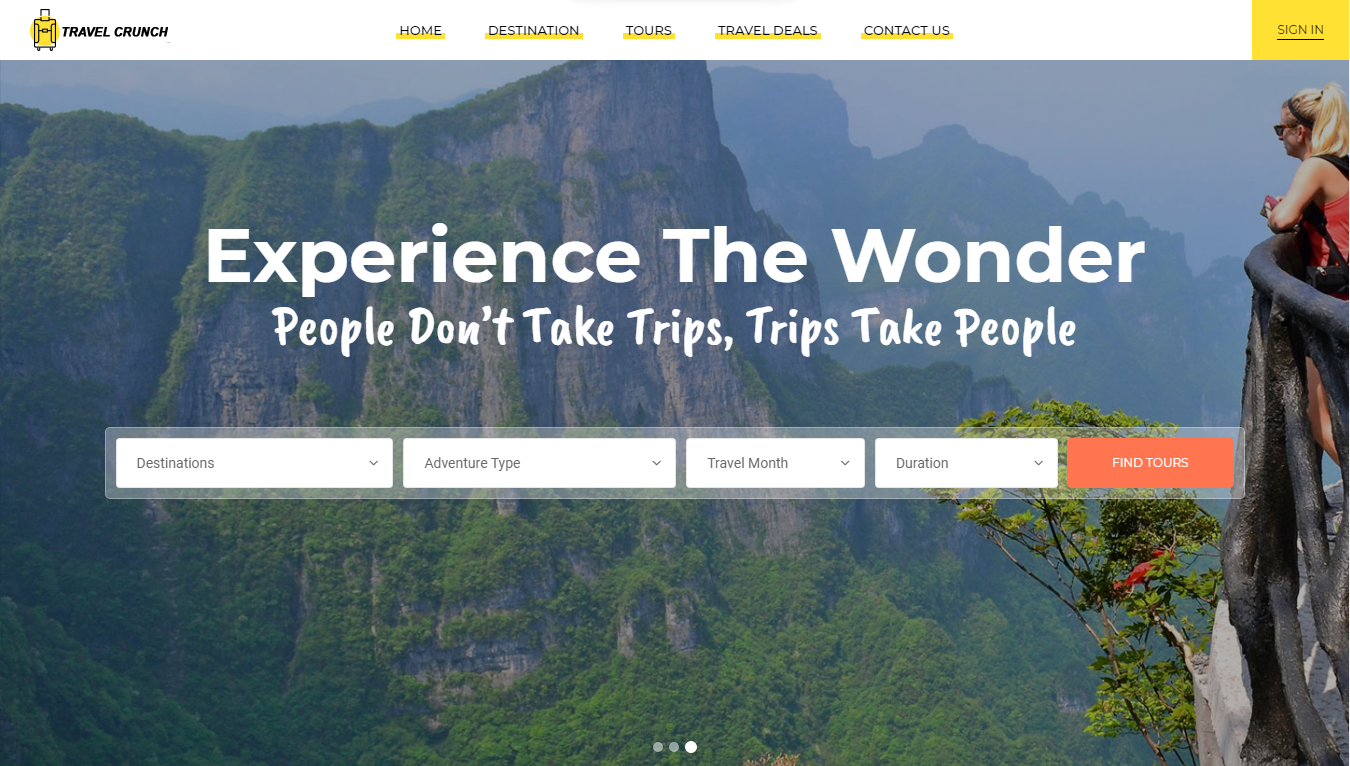 TRAVEL CRUNCH
HOME DESTINATION TOURS TRAVEL DEALS CONTACT US
SIGN IN
Experience The Wonder
People Don't Take Trips, Trips Take People
Destinations Adventure Type Travel Month Duration FIND TOURS